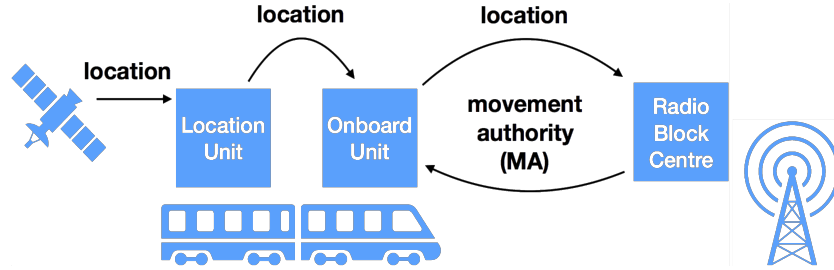 location
location
location
Location
Unit
Onboard
Unit
movement
authority
(MA)
Radio
Block
Centre